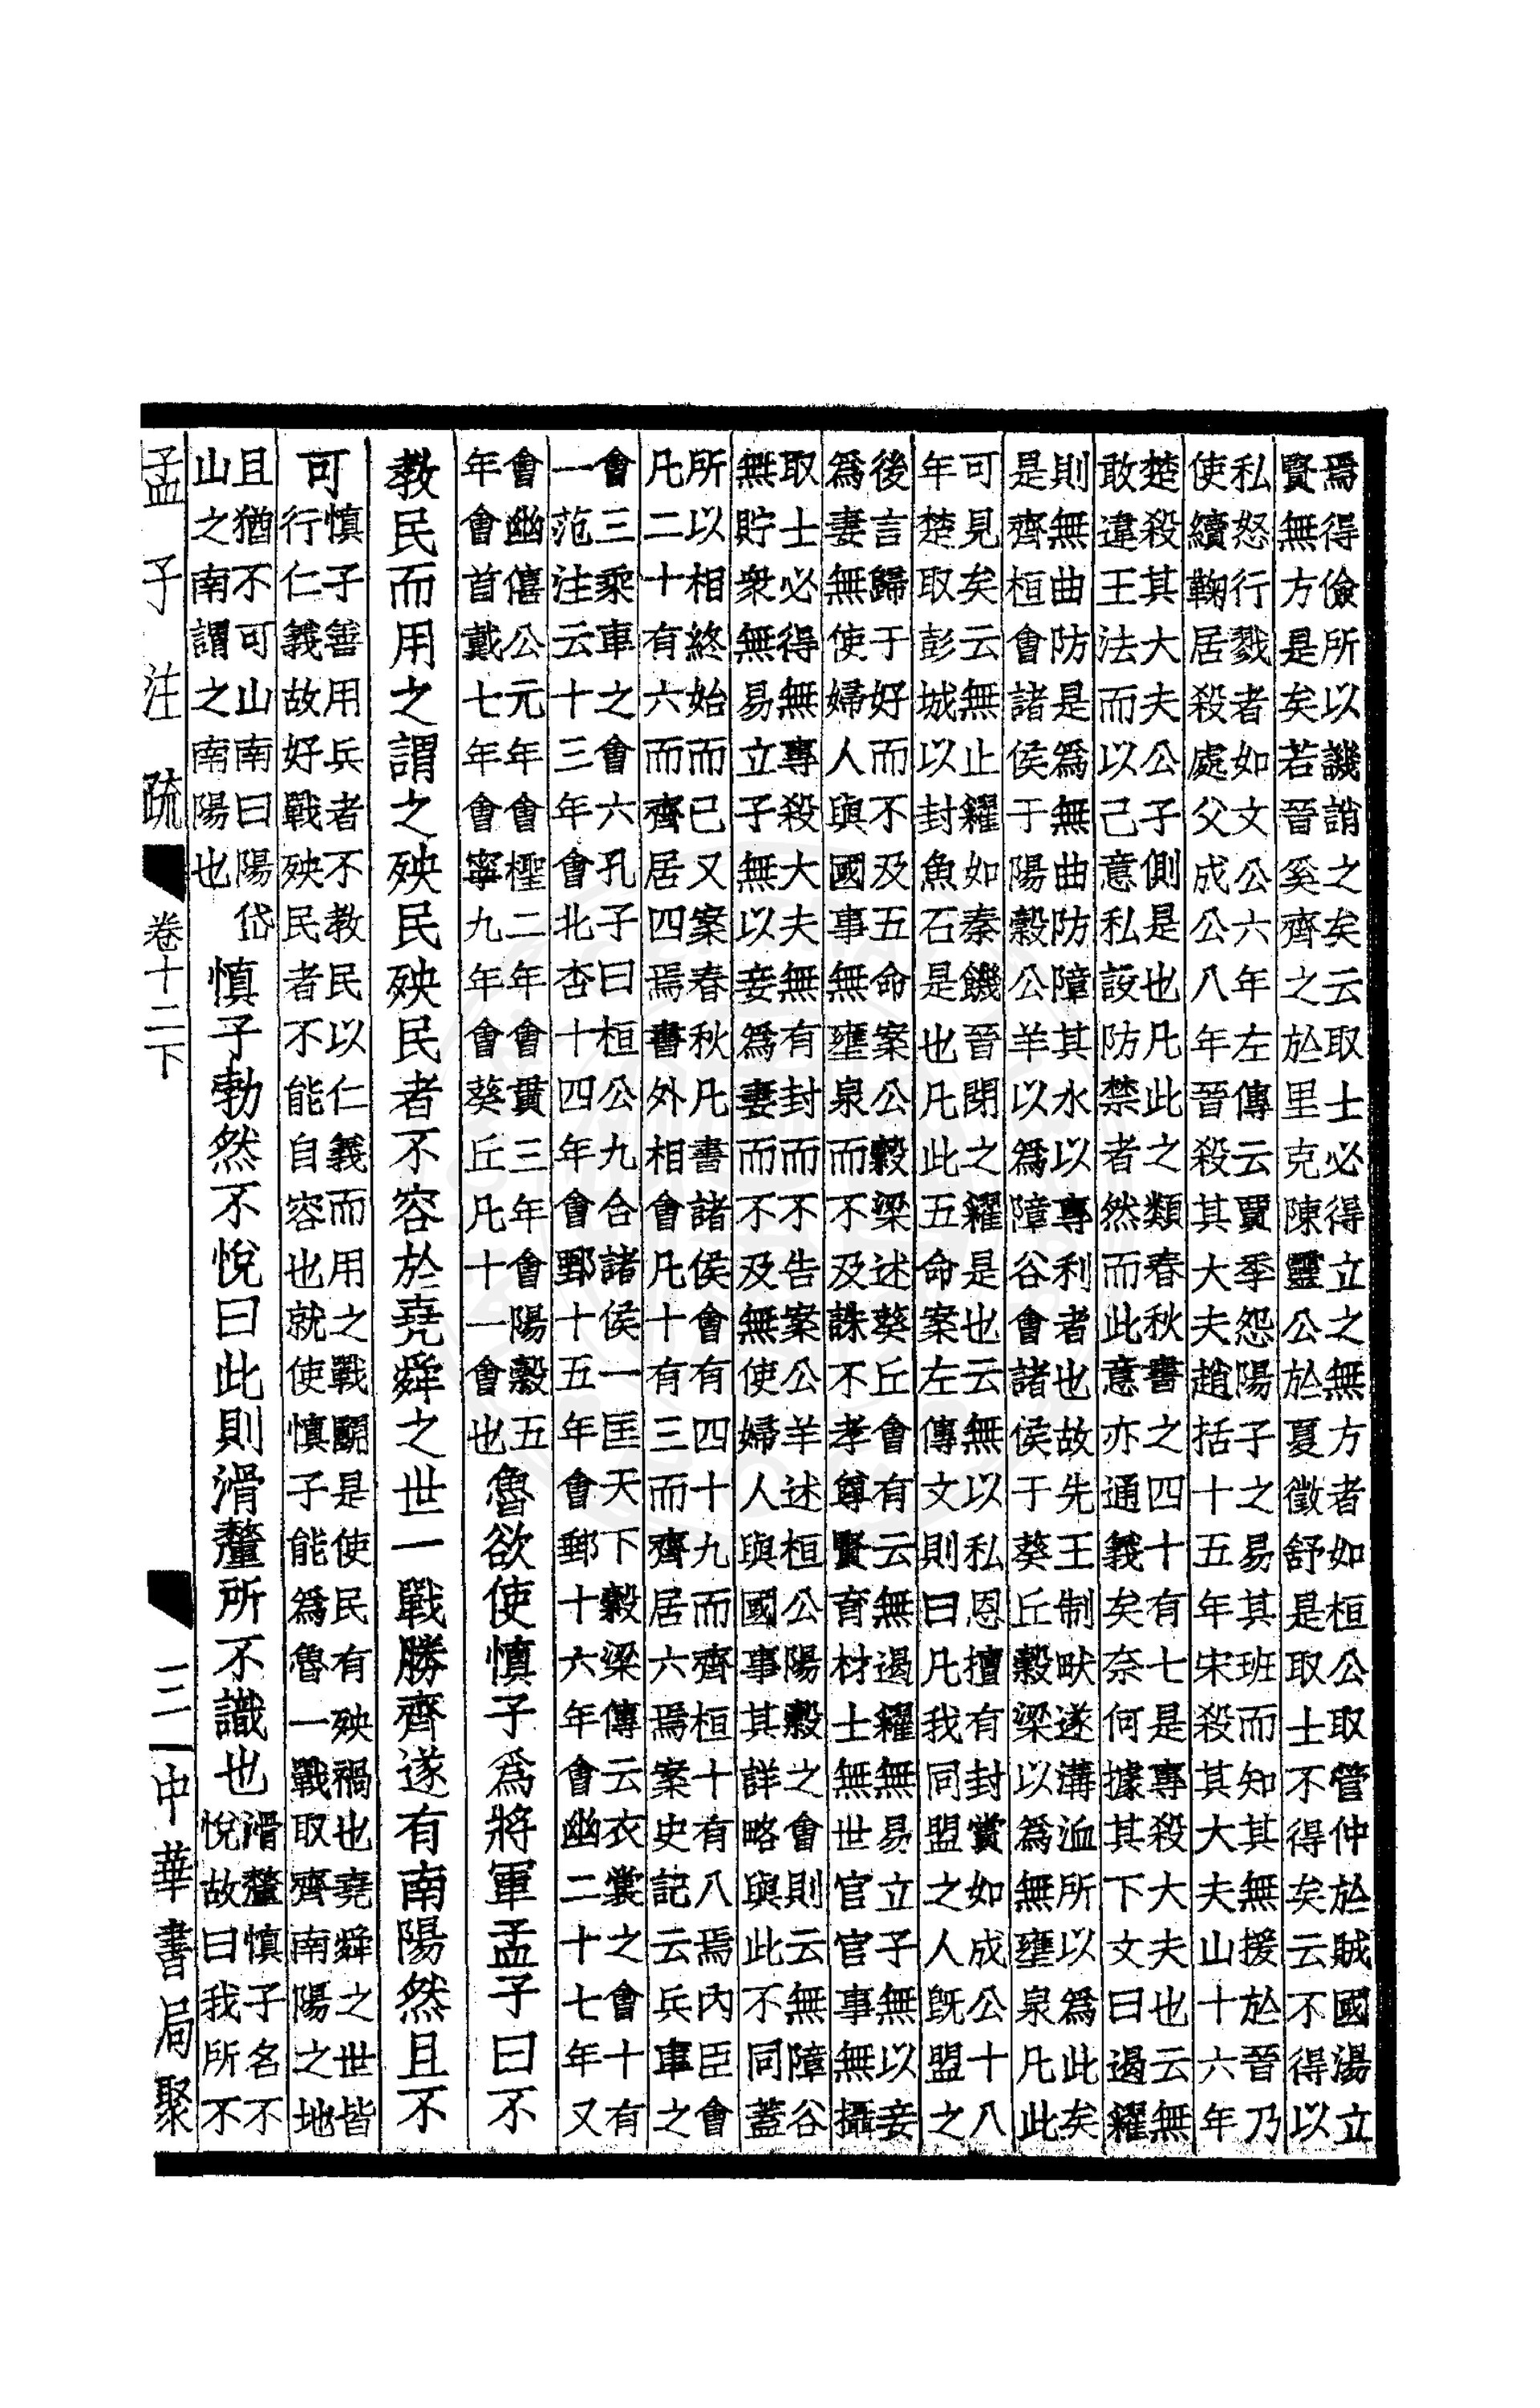 焉得儉所以譏誚之矣云取士必得立之無方者如桓公取管仲於賊國湯立
賢無方是矣若晉奚齊之於里克陳靈公於夏徵舒是取士不得矣云不得以
私怒行戮者如文公六年左傳云賈季怨陽子之易其班而知其無援於晉乃
使續鞫居殺處父成公八年晉殺其大夫趙括十五年宋殺其大夫山十六年
楚殺其大夫公子側是也凡此之類春秋書之四十有七是專殺大夫也云無
敢違王法而以己意私設防禁者然而此意亦通義矣奈何據其下文曰遏糴
則無曲防是爲無曲防障其水以專利者也故先王制畎遂溝洫所以爲此矣
是齊桓會諸侯于陽穀公羊以爲障谷會諸侯于葵丘穀梁以爲無壅泉凡此
可見矣云無止糴如秦饑晉閉之糴是也云無以私恩擅有封賞如成公十八
年楚取彭城以封魚石是也凡此五命案左傳文則曰凡我同盟之人既盟之
後言歸于好而不及五命案公穀梁述葵丘會有云無遏糴無易立子無以妾
爲妻無使婦人與國事無壅泉而不及誅不孝尊賢育材士無世官官事無攝
取士必得無專殺大夫無有封而不告案公羊述桓公陽穀之會則云無障谷
無貯衆無易立子無以妾爲妻而不及無使婦人與國事其詳略與此不同蓋
所以相終始而已又案春秋凡書諸侯會有四十九而齊桓十有八焉內臣會
凡二十有六而齊居四焉書外相會凡十有三而齊居六焉案史記云兵車之
會三乘車之會六孔子曰桓公九合諸侯一匡天下穀梁傳云衣裳之會十有
一范注云十三年會北杏十四年會鄄十五年會鄄十六年會幽二十七年又
會幽僖公元年會檉二年會貫三年會陽穀五
年會首戴七年會寧九年會葵丘凡十一會也
魯欲使慎子爲將軍孟子曰不
教民而用之謂之殃民殃民者不容於堯舜之世一戰勝齊遂有南陽然且不
可
慎子善用兵者不教民以仁義而用之戰鬭是使民有殃禍也堯舜之世皆
行仁義故好戰殃民者不能自容也就使慎子能爲魯一戰取齊南陽之地
且猶不可山南曰陽岱
山之南謂之南陽也
慎子勃然不悅曰此則滑釐所不識也
滑釐慎子名不
悅故曰我所不
孟子注疏 卷十二下 三 中華書局聚